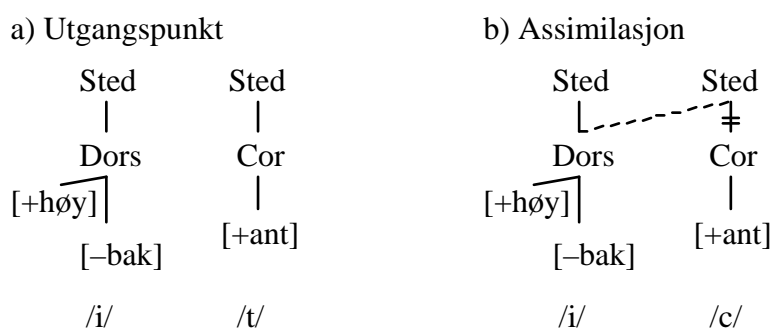 a) Utgangspunkt b) Assimilasjon
Sted Sted Sted Sted
Dors Cor Dors Cor
[+høy] [+høy]
[+ant] [+ant]
[–bak] [–bak]
/i/ /t/ /i/ /c/